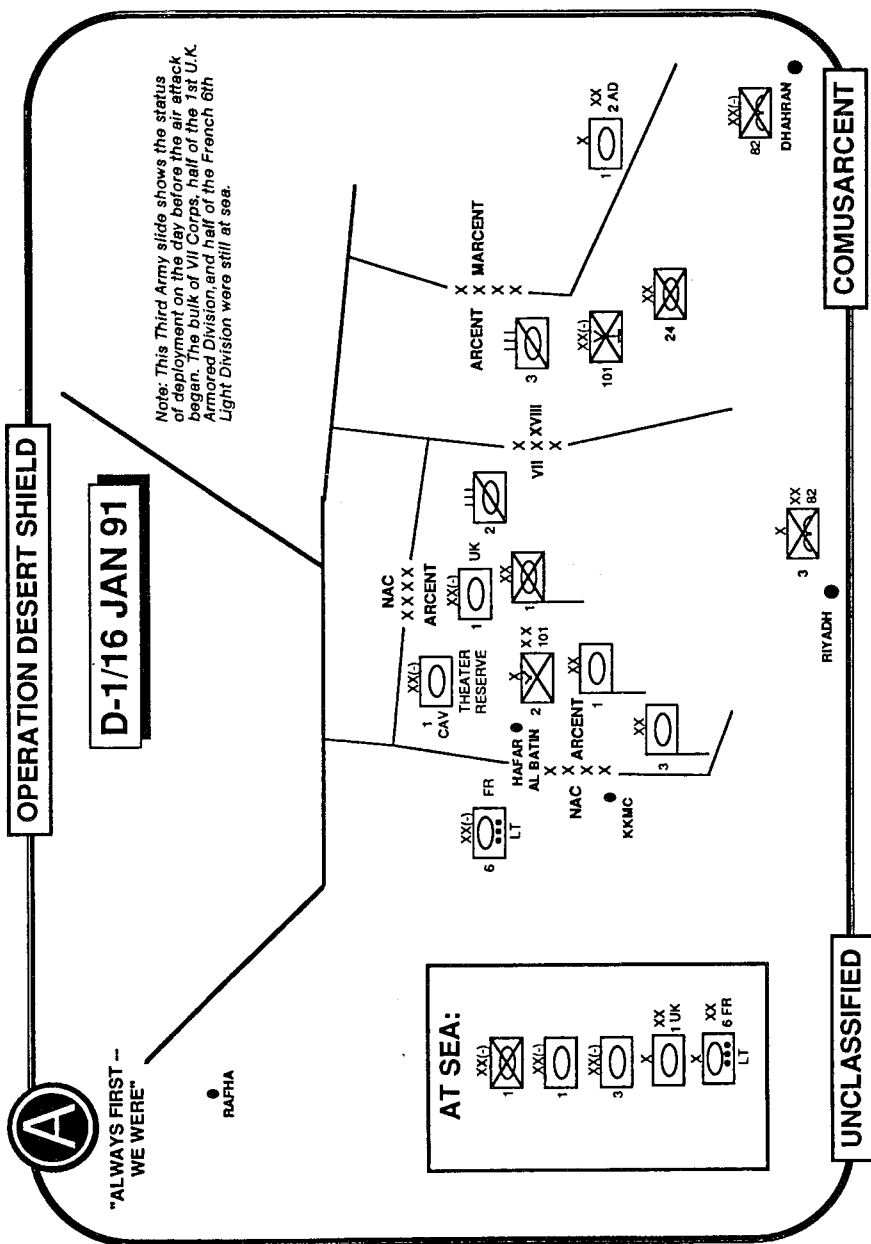 OPERATION DESERT SHIELD
A
"ALWAYS FIRST –
WE WERE"
D-1/16 JAN 91
Note: This Third Army slide shows the status
of deployment on the day before the air attack
began. The bulk of VII Corps, half of the 1st U.K.
Armored Division, and half of the French 6th
Light Division were still at sea.
RAFHA
NAC
X X X X
ARCENT
XX(-)
1
CAV
THEATER
RESERVE
XX(-)
UK
1
2
VII XVIII
X X X X
ARCENT MARCENT
X X X X
3
XX(-)
101
XX
24
X
XX
1
2 AD
XX(-)
6
FR
LT
HAFAR
AL BATIN
X
XX
2
101
XX
1
XX
1
XX
3
NAC ARCENT
X X X X
KKMC
X
XX
3
82
RIYADH
XX(-)
82
DHAHRAN
AT SEA:
XX(-)
1
XX(-)
1
XX(-)
3
X
XX
1 UK
X
XX
6 FR
LT
UNCLASSIFIED
COMUSARCENT